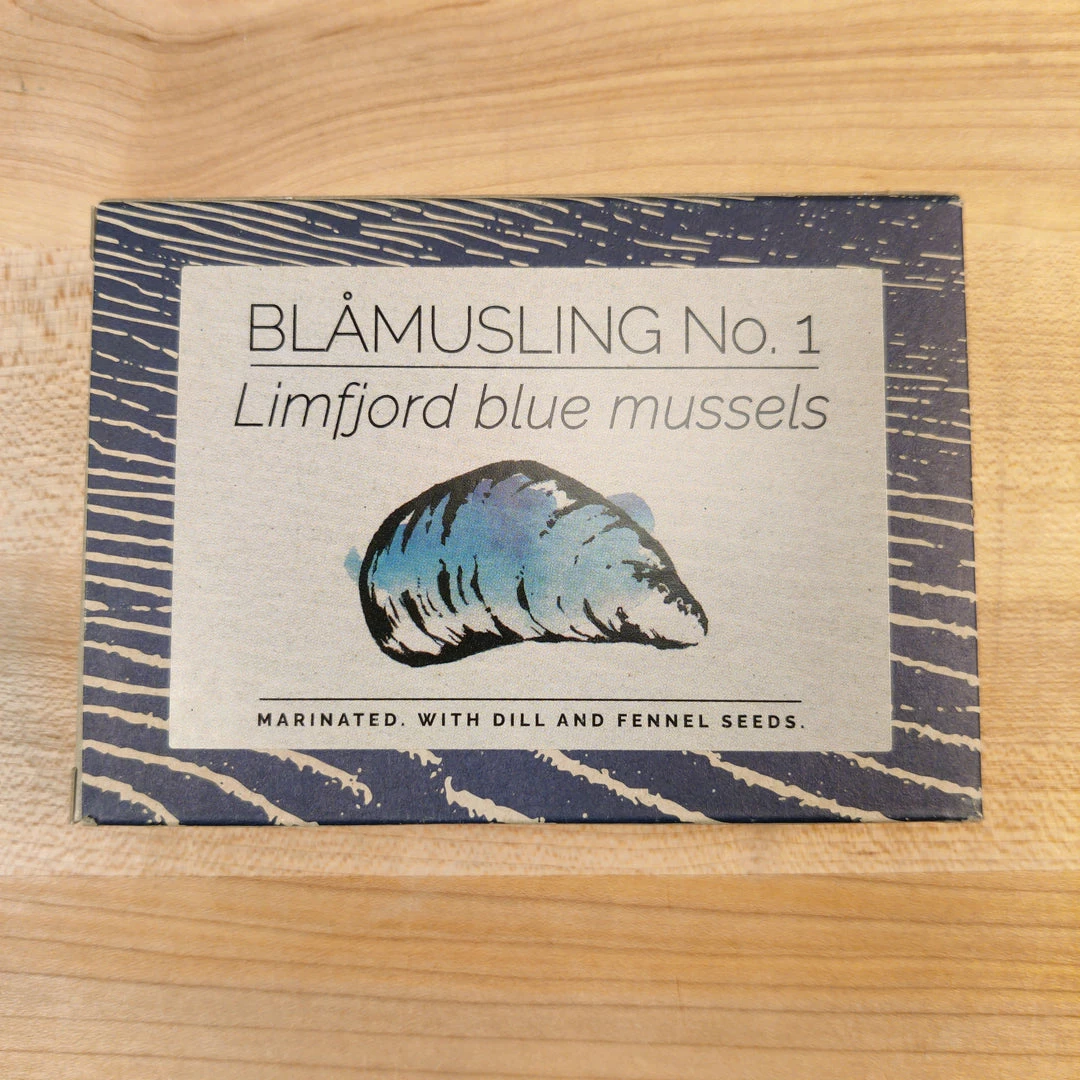 BLÅMUSLING No. 1
Limfjord blue mussels
MARINATED. WITH DILL AND FENNEL SEEDS.